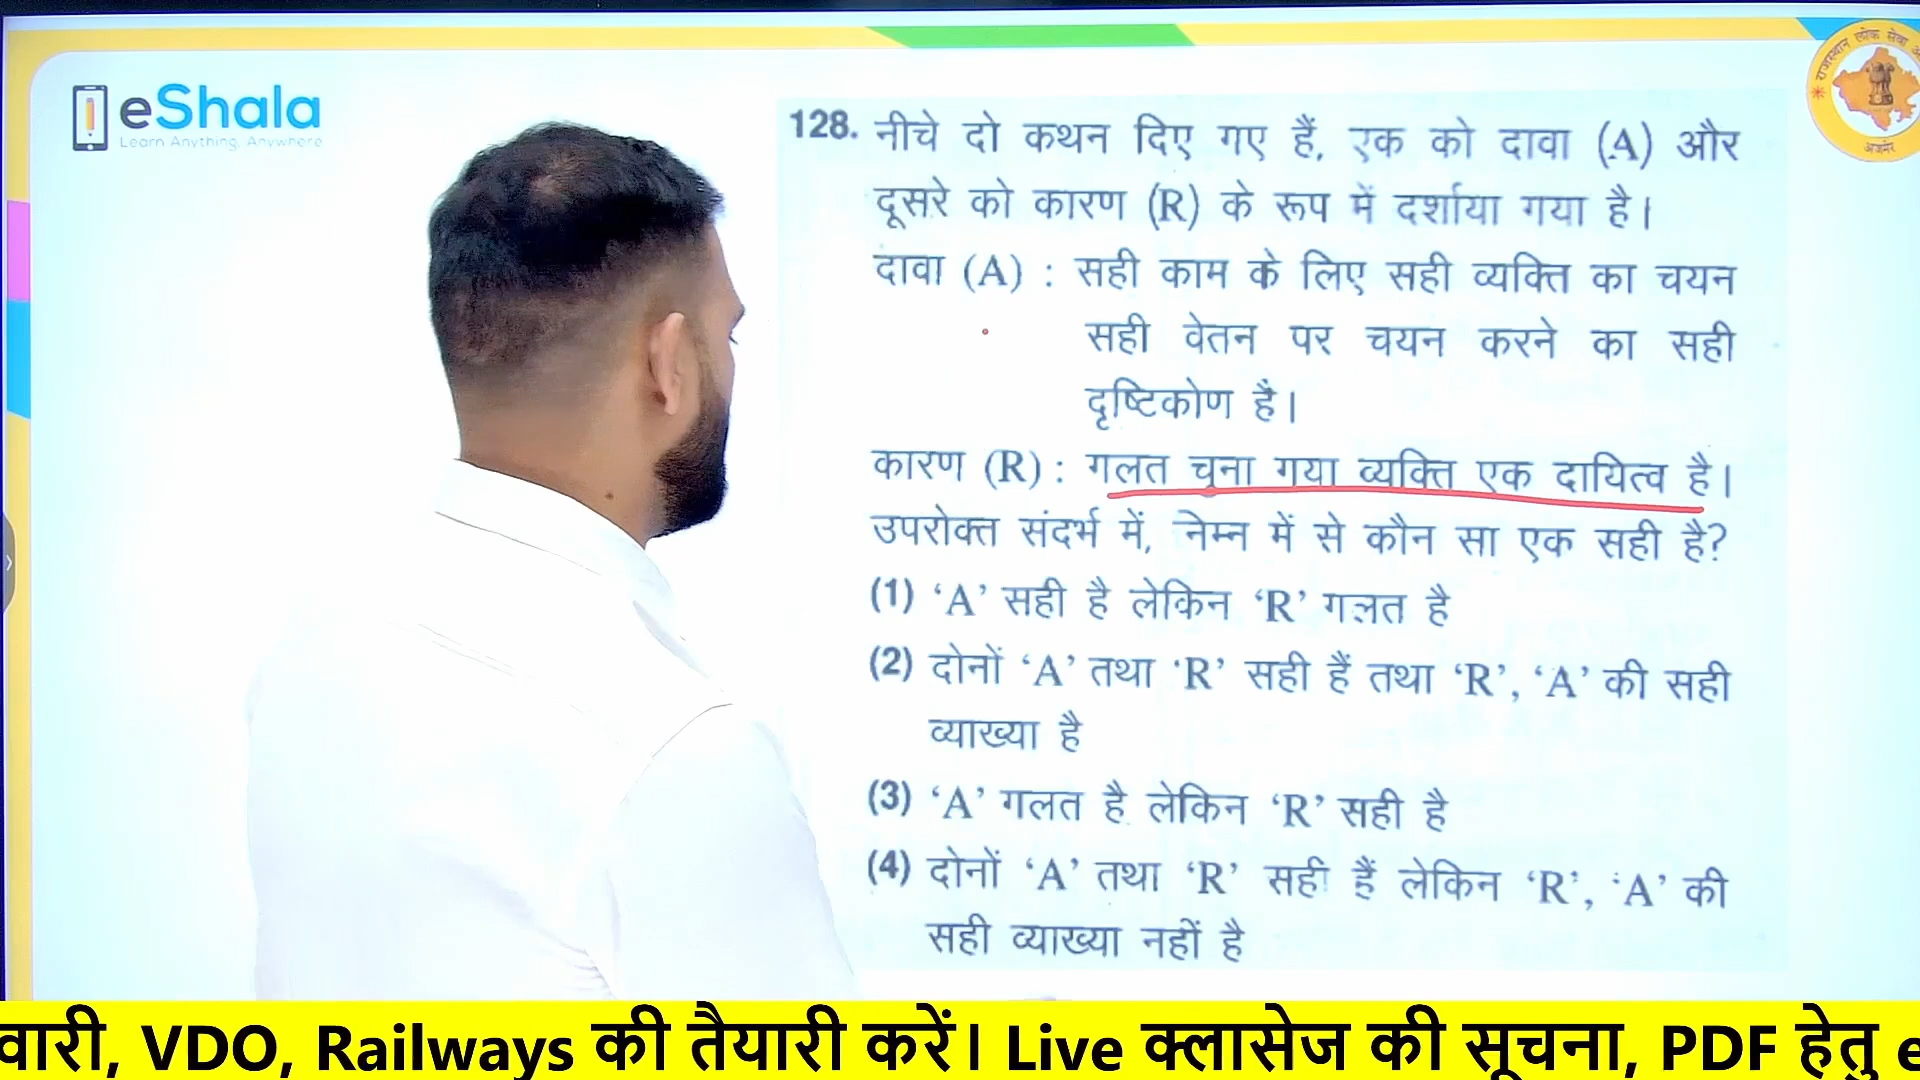 eShala
Learn Anything, Anywhere
राजस्थान लोक सेवा
अजमेर
128. नीचे दो कथन दिए गए हैं, एक को दावा (A) और
दूसरे को कारण (R) के रूप में दर्शाया गया है।
दावा (A) : सही काम के लिए सही व्यक्ति का चयन
सही वेतन पर चयन करने का सही
दृष्टिकोण है।
कारण (R) : गलत चुना गया व्यक्ति एक दायित्व है।
उपरोक्त संदर्भ में, निम्न में से कौन सा एक सही है?
(1) ‘A’ सही है लेकिन ‘R’ गलत है
(2) दोनों ‘A’ तथा ‘R’ सही हैं तथा ‘R’, ‘A’ की सही
व्याख्या है
(3) ‘A’ गलत है लेकिन ‘R’ सही है
(4) दोनों ‘A’ तथा ‘R’ सही हैं लेकिन ‘R’, ‘A’ की
सही व्याख्या नहीं है
वारी, VDO, Railways की तैयारी करें। Live क्लासेज की सूचना, PDF हेतु e